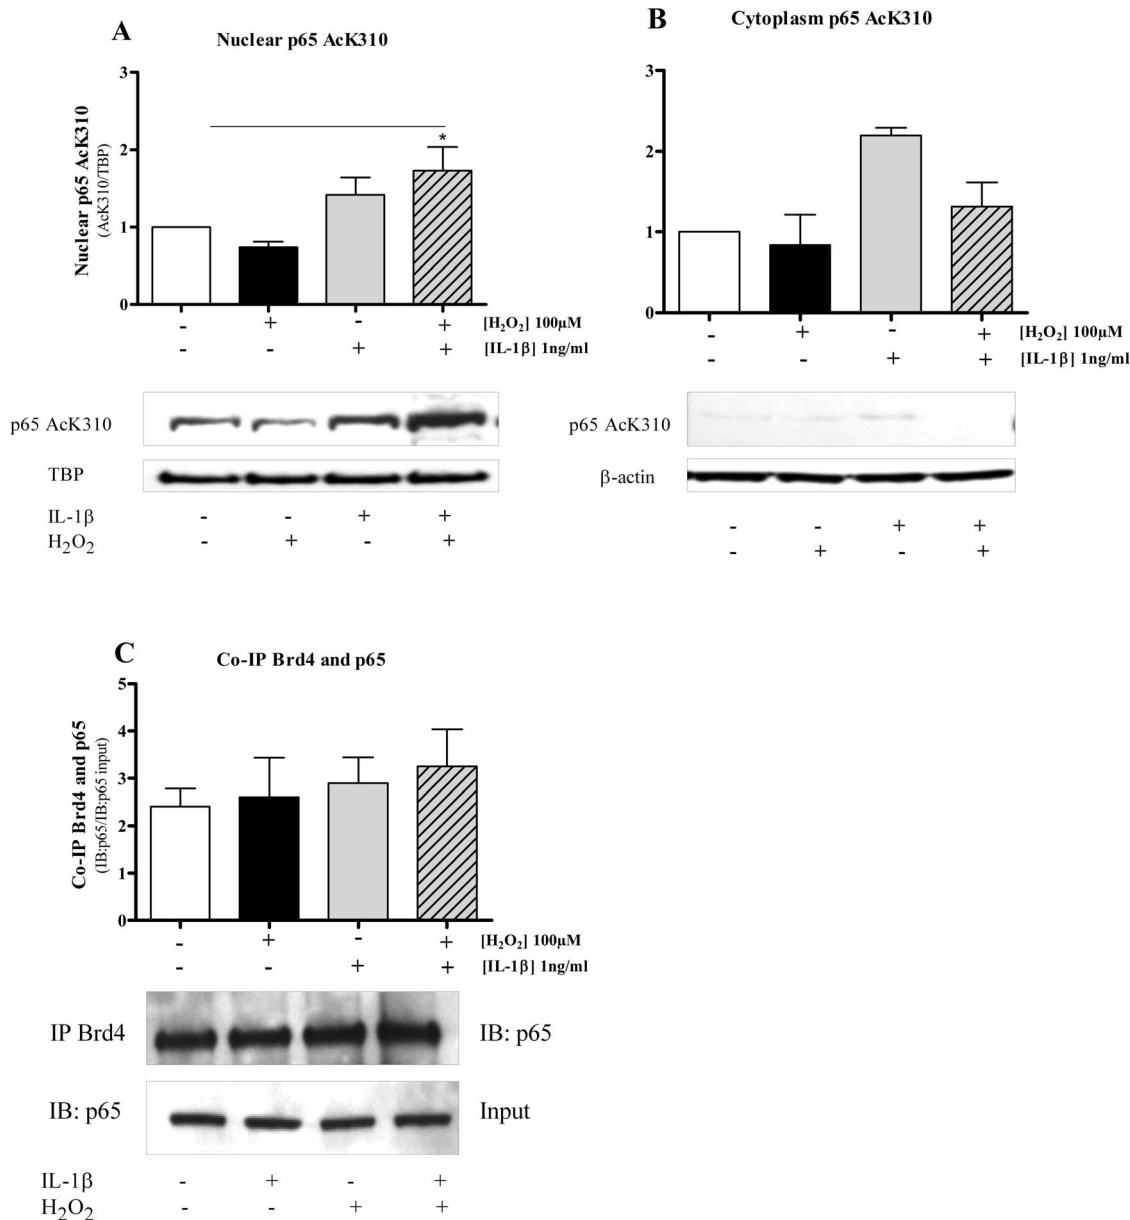 A
Nuclear p65 AcK310
Nuclear p65 AcK310
(AcK310/TBP)
3
2
1
0
*
- + - + [H₂O₂] 100µM
- - + + [IL-1β] 1ng/ml
p65 AcK310
TBP
IL-1β - - + +
H₂O₂ - + - +
B
Cytoplasm p65 AcK310
3
2
1
0
- + - + [H₂O₂] 100µM
- - + + [IL-1β] 1ng/ml
p65 AcK310
β-actin
- - + +
- + - +
C
Co-IP Brd4 and p65
Co-IP Brd4 and p65
(IB:p65/IB:p65 input)
5
4
3
2
1
0
- + - + [H₂O₂] 100µM
- - + + [IL-1β] 1ng/ml
IP Brd4 IB: p65
IB: p65 Input
IL-1β - + - +
H₂O₂ - - + +